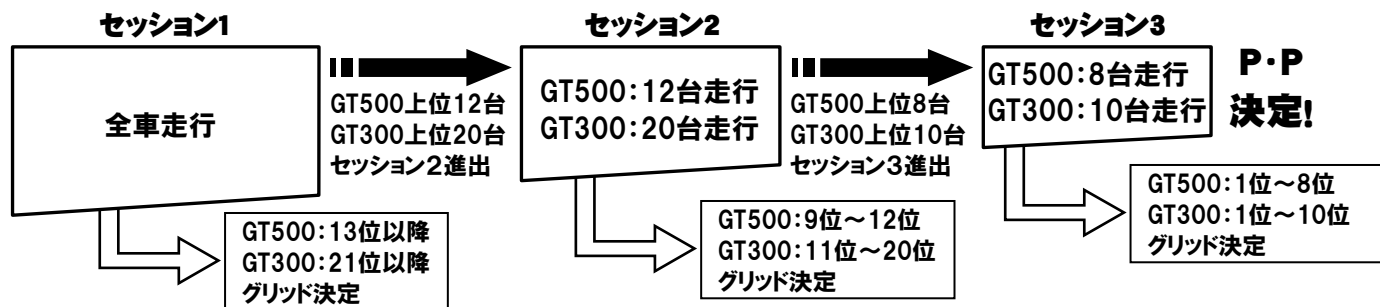 セッション1
全車走行
GT500上位12台
GT300上位20台
セッション2進出
GT500:13位以降
GT300:21位以降
グリッド決定
セッション2
GT500:12台走行
GT300:20台走行
GT500上位8台
GT300上位10台
セッション3進出
GT500:9位～12位
GT300:11位～20位
グリッド決定
セッション3
GT500:8台走行
GT300:10台走行
P・P
決定!
GT500:1位～8位
GT300:1位～10位
グリッド決定